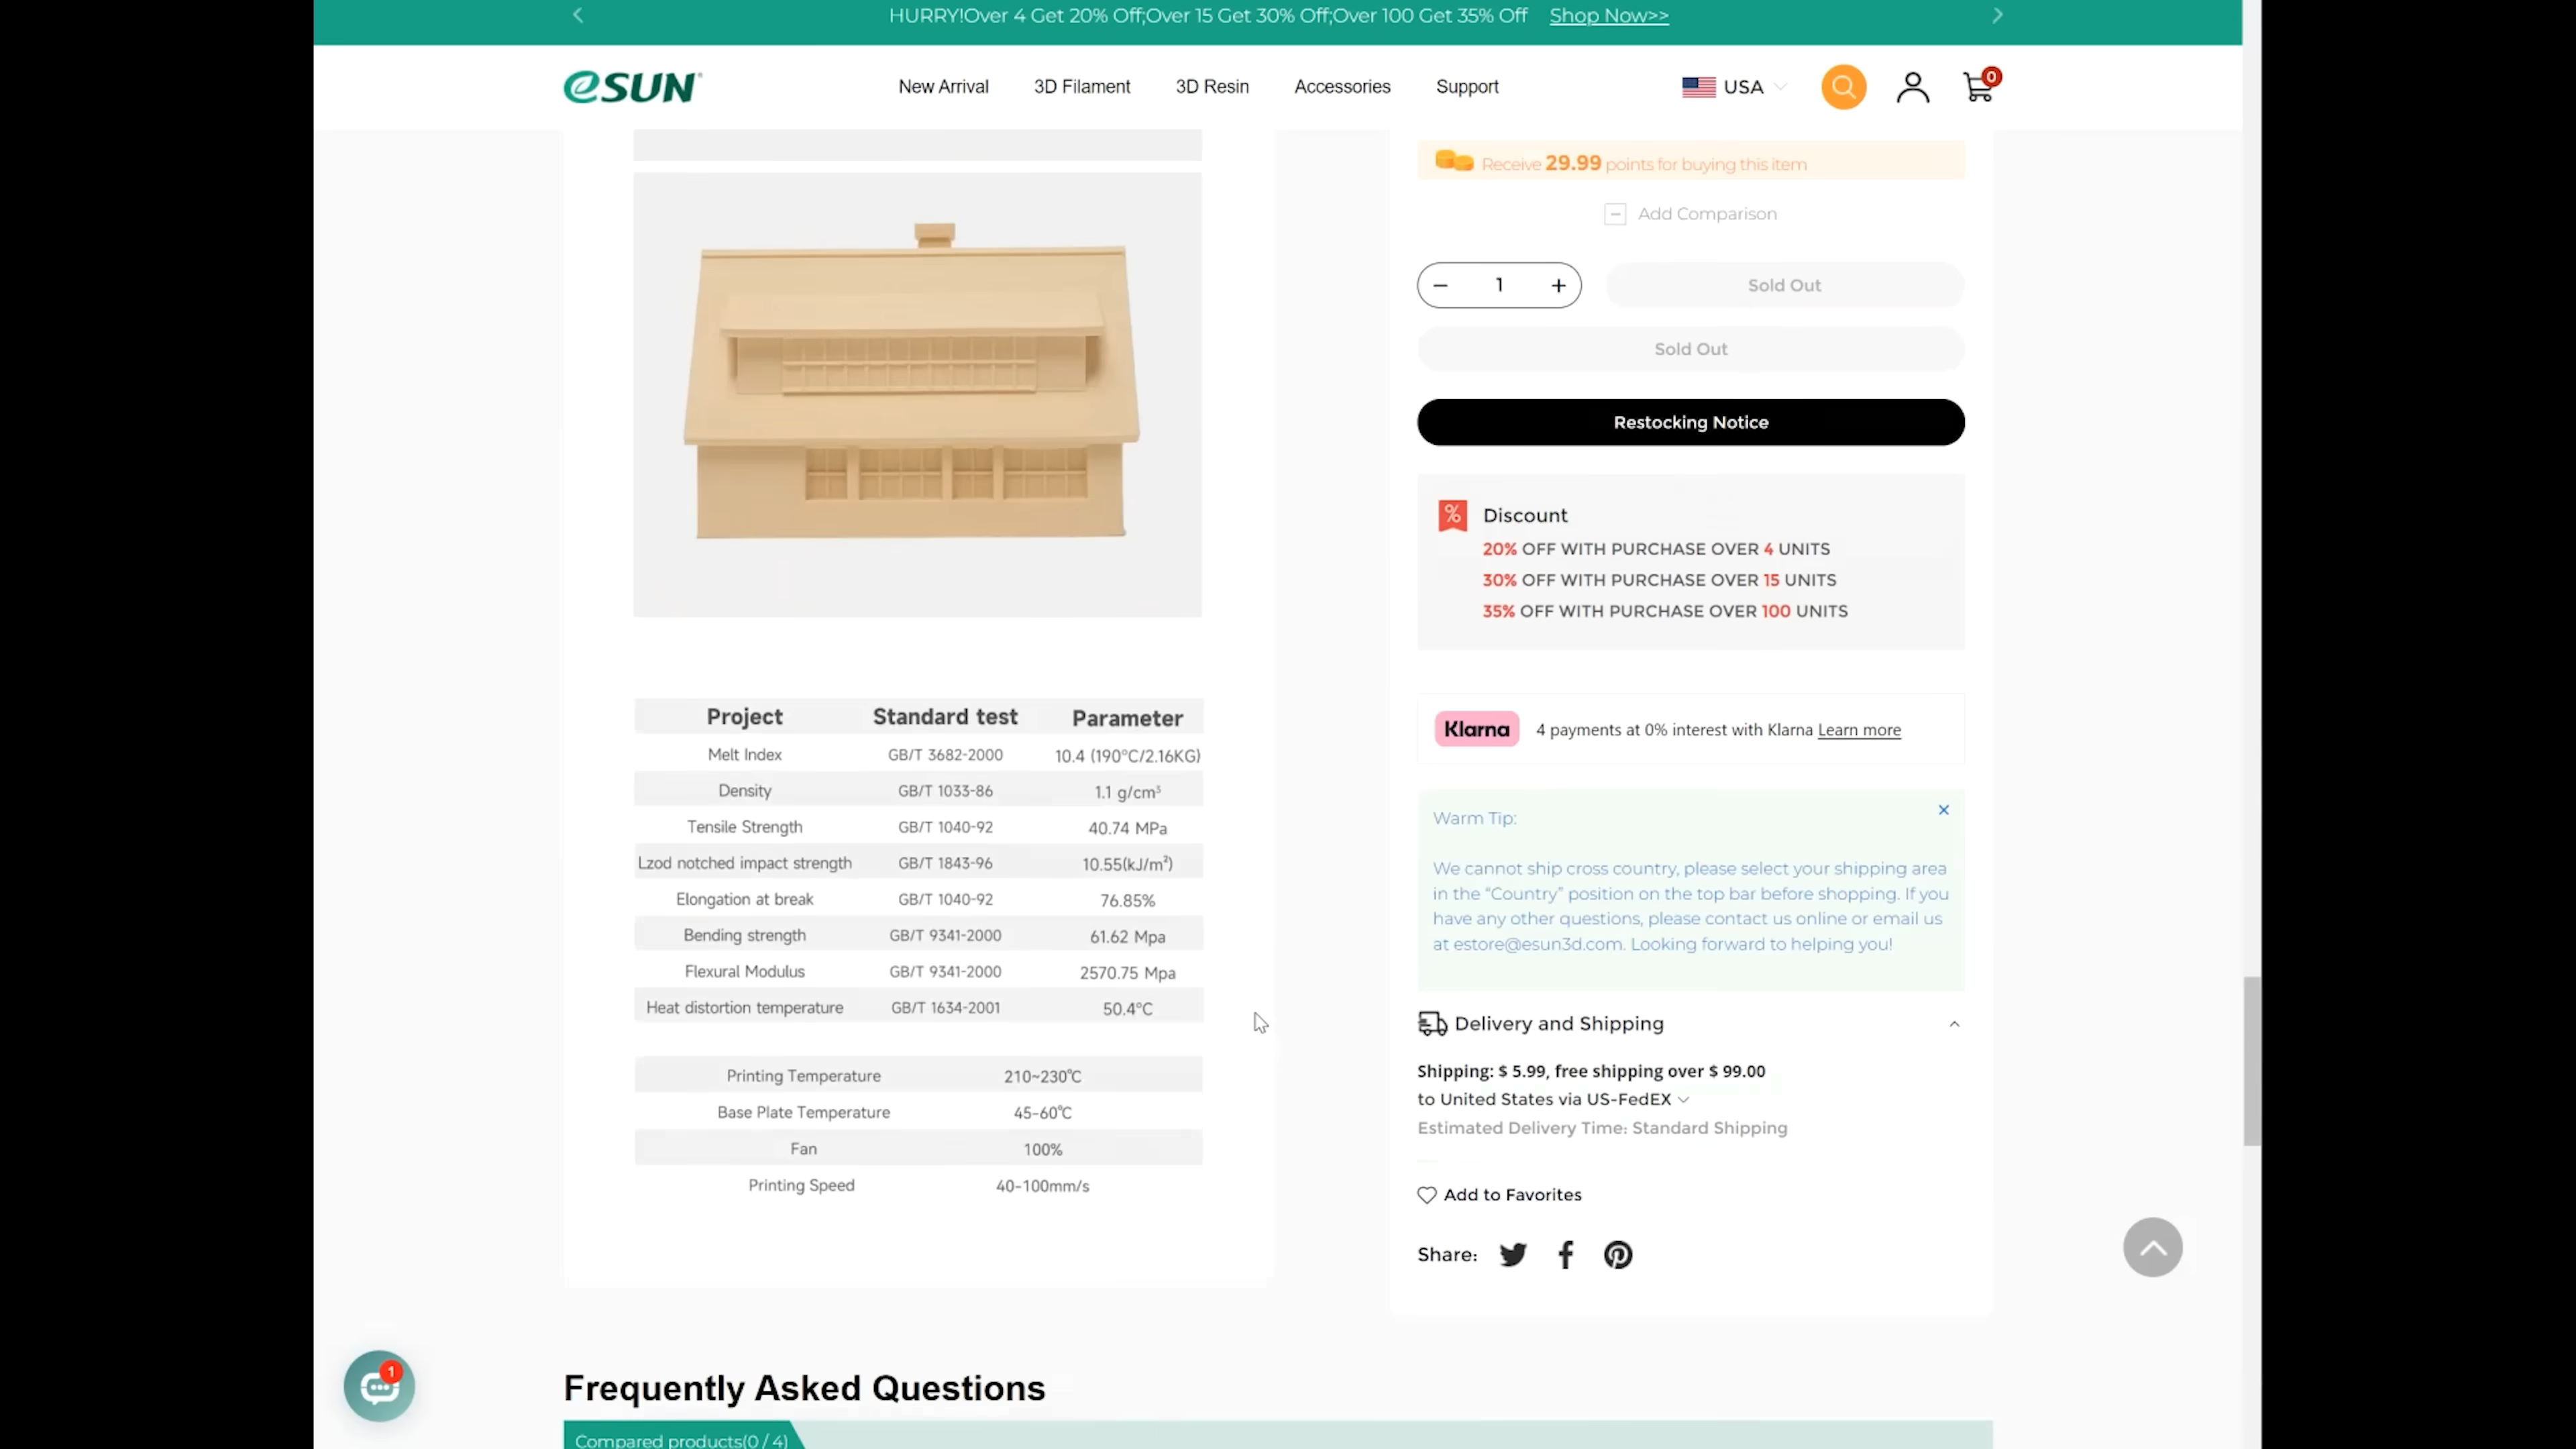 HURRY!Over 4 Get 20% Off;Over 15 Get 30% Off;Over 100 Get 35% Off Shop Now>>
eSUN
New Arrival 3D Filament 3D Resin Accessories Support
USA
0
Receive 29.99 points for buying this item
Add Comparison
1
Sold Out
Sold Out
Restocking Notice
% Discount
20% OFF WITH PURCHASE OVER 4 UNITS
30% OFF WITH PURCHASE OVER 15 UNITS
35% OFF WITH PURCHASE OVER 100 UNITS
Project Standard test Parameter
Melt Index GB/T 3682-2000 10.4 (190°C/2.16KG)
Density GB/T 1033-86 1.1 g/cm³
Tensile Strength GB/T 1040-92 40.74 MPa
Lzod notched impact strength GB/T 1843-96 10.55(kJ/m²)
Elongation at break GB/T 1040-92 76.85%
Bending strength GB/T 9341-2000 61.62 Mpa
Flexural Modulus GB/T 9341-2000 2570.75 Mpa
Heat distortion temperature GB/T 1634-2001 50.4°C
Printing Temperature 210~230℃
Base Plate Temperature 45-60℃
Fan 100%
Printing Speed 40-100mm/s
Klarna 4 payments at 0% interest with Klarna Learn more
Warm Tip:
We cannot ship cross country, please select your shipping area
in the “Country” position on the top bar before shopping. If you
have any other questions, please contact us online or email us
at estore@esun3d.com. Looking forward to helping you!
Delivery and Shipping
Shipping: $ 5.99, free shipping over $ 99.00
to United States via US-FedEX
Estimated Delivery Time: Standard Shipping
Add to Favorites
Share:
1
Frequently Asked Questions
Compared products(0 / 4)